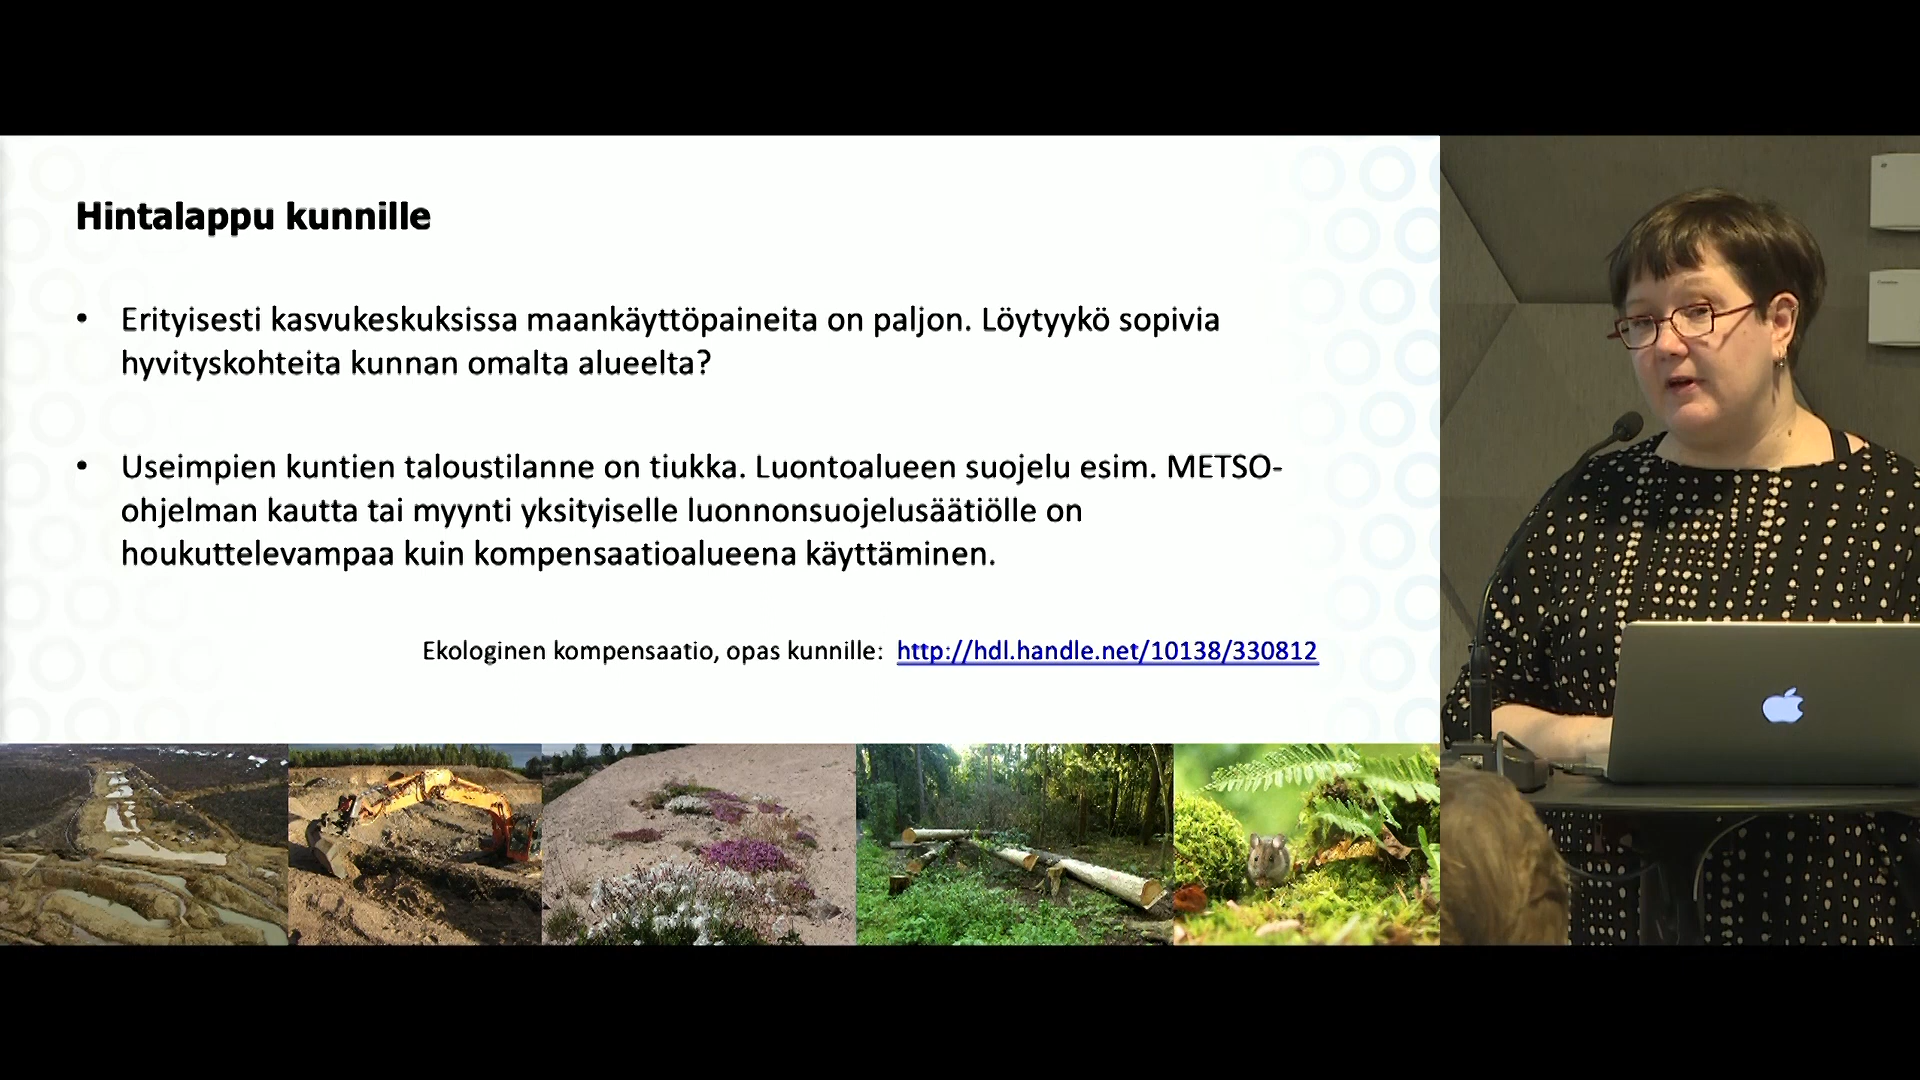 Hintalappu kunnille
• Erityisesti kasvukeskuksissa maankäyttöpaineita on paljon. Löytyykö sopivia
hyvityskohteita kunnan omalta alueelta?
• Useimpien kuntien taloustilanne on tiukka. Luontoalueen suojelu esim. METSO-
ohjelman kautta tai myynti yksityiselle luonnonsuojelusäätiölle on
houkuttelevampaa kuin kompensaatioalueena käyttäminen.
Ekologinen kompensaatio, opas kunnille: http://hdl.handle.net/10138/330812